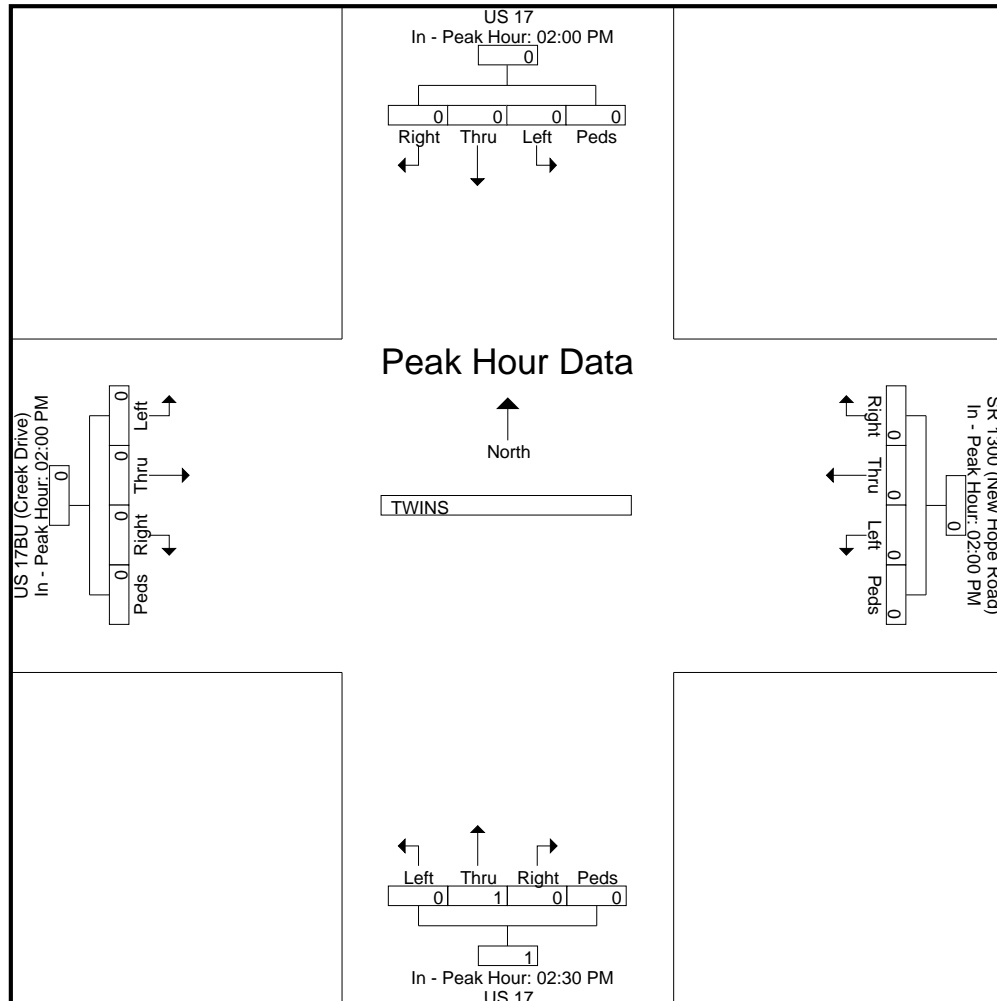 US 17
In - Peak Hour: 02:00 PM
0
0 0 0 0
Right Thru Left Peds
Peak Hour Data
North
TWINS
US 17BU (Creek Drive)
In - Peak Hour: 02:00 PM
0
0 0 0 0
Left Thru Right Peds
SR 1300 (New Hope Road)
In - Peak Hour: 02:00 PM
0
0 0 0 0
Right Thru Left Peds
Left Thru Right Peds
0 1 0 0
1
In - Peak Hour: 02:30 PM
US 17